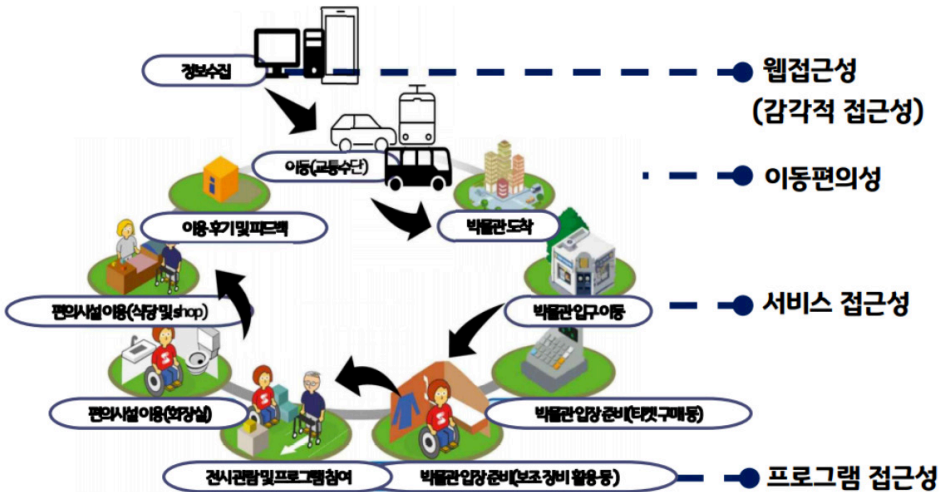 정보수집
웹접근성
(감각적 접근성)
이동(교통수단)
이동편의성
이용 후기 및 피드백
박물관 도착
편의시설 이용(식당 및 shop)
박물관 입구 이동
서비스 접근성
편의시설 이용(화장실)
박물관 입장 준비(티켓 구매 등)
전시 관람 및 프로그램 참여
박물관 입장 준비(보조 장비 활용 등)
프로그램 접근성